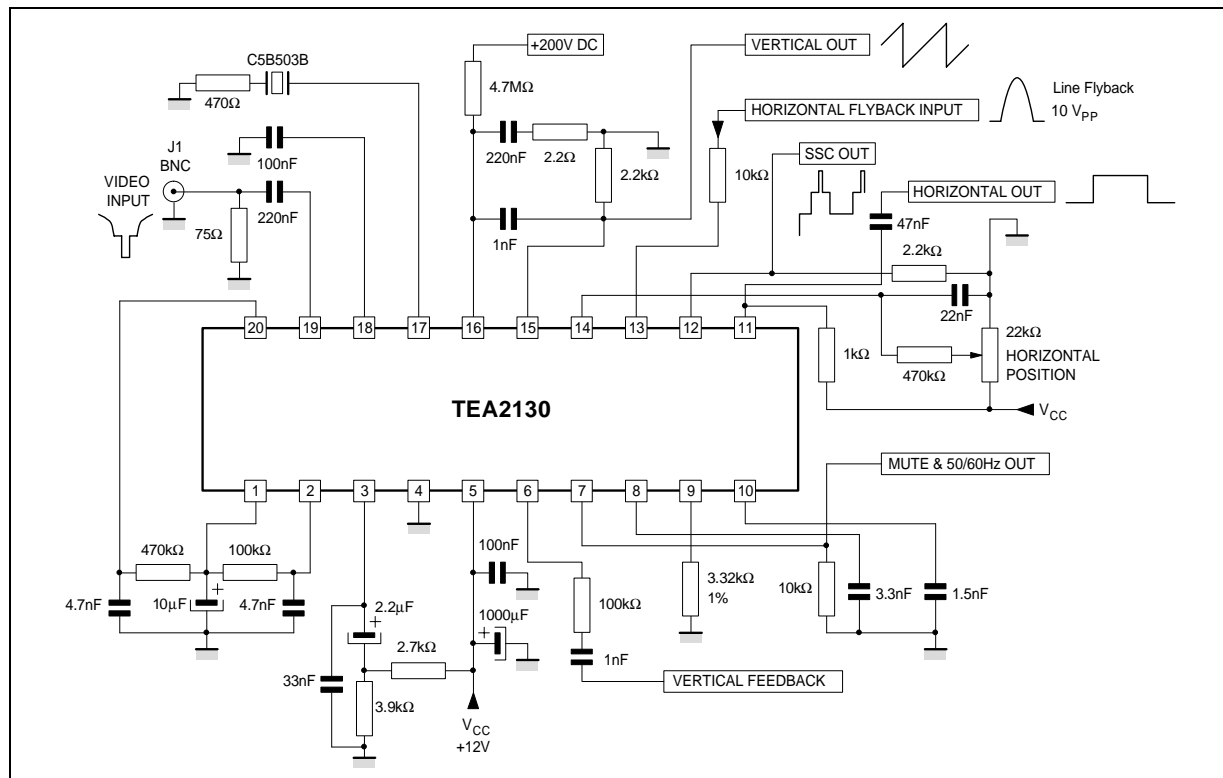 +200V DC
VERTICAL OUT
C5B503B
470Ω
4.7MΩ
HORIZONTAL FLYBACK INPUT
Line Flyback
10 VPP
J1
BNC
100nF
220nF
2.2Ω
2.2kΩ
10kΩ
SSC OUT
HORIZONTAL OUT
VIDEO
INPUT
220nF
75Ω
1nF
47nF
2.2kΩ
22nF
20
19
18
17
16
15
14
13
12
11
1kΩ
470kΩ
22kΩ
HORIZONTAL
POSITION
VCC
TEA2130
MUTE & 50/60Hz OUT
1
2
3
4
5
6
7
8
9
10
470kΩ
100kΩ
4.7nF
10µF
+
4.7nF
2.2µF
+
33nF
3.9kΩ
2.7kΩ
100nF
1000µF
+
VCC
+12V
100kΩ
1nF
VERTICAL FEEDBACK
3.32kΩ
1%
10kΩ
3.3nF
1.5nF